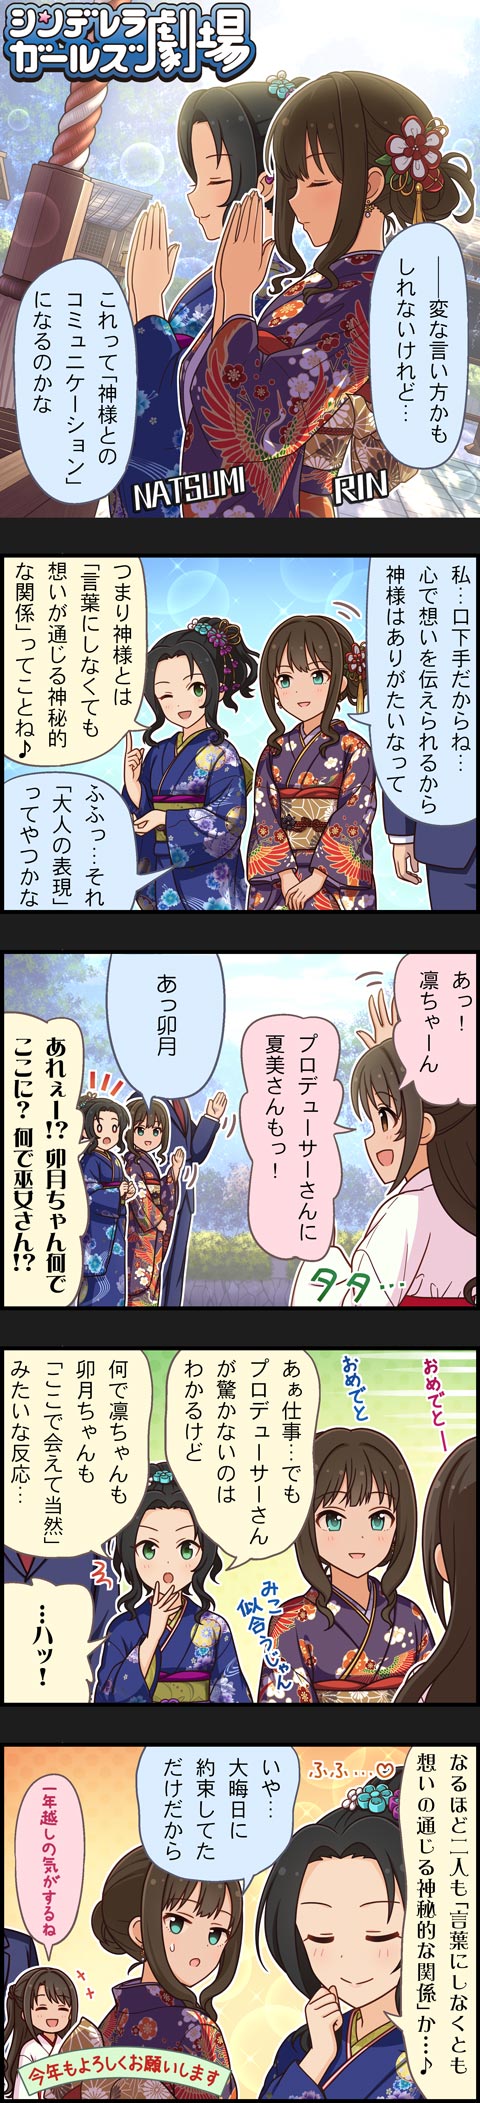 シンデレラ
ガールズ劇場
――変な言い方かも
しれないけれど…
これって「神様との
コミュニケーション」
になるのかな
NATSUMI
RIN
私…口下手だからね…
心で想いを伝えられるから
神様はありがたいなって
つまり神様とは
「言葉にしなくても
想いが通じる神秘的
な関係」ってことね♪
ふふっ…それ
「大人の表現」
ってやつかな
あっ!
凛ちゃーん
プロデューサーさんに
夏美さんもっ!
あっ卯月
あれぇー!?卯月ちゃん何で
ここに?何で巫女さん!?
タタ…
おめでとー
おめでと
あぁ仕事…でも
プロデューサーさん
が驚かないのは
わかるけど
みこ
似合うじゃん
何で凛ちゃんも
卯月ちゃんも
「ここで会えて当然」
みたいな反応…
…ハッ!
なるほど二人も「言葉にしなくとも
想いの通じる神秘的な関係」か…♪
ふふ…♡
いや…
大晦日に
約束してた
だけだから
一年越しの気がするね
今年もよろしくお願いします